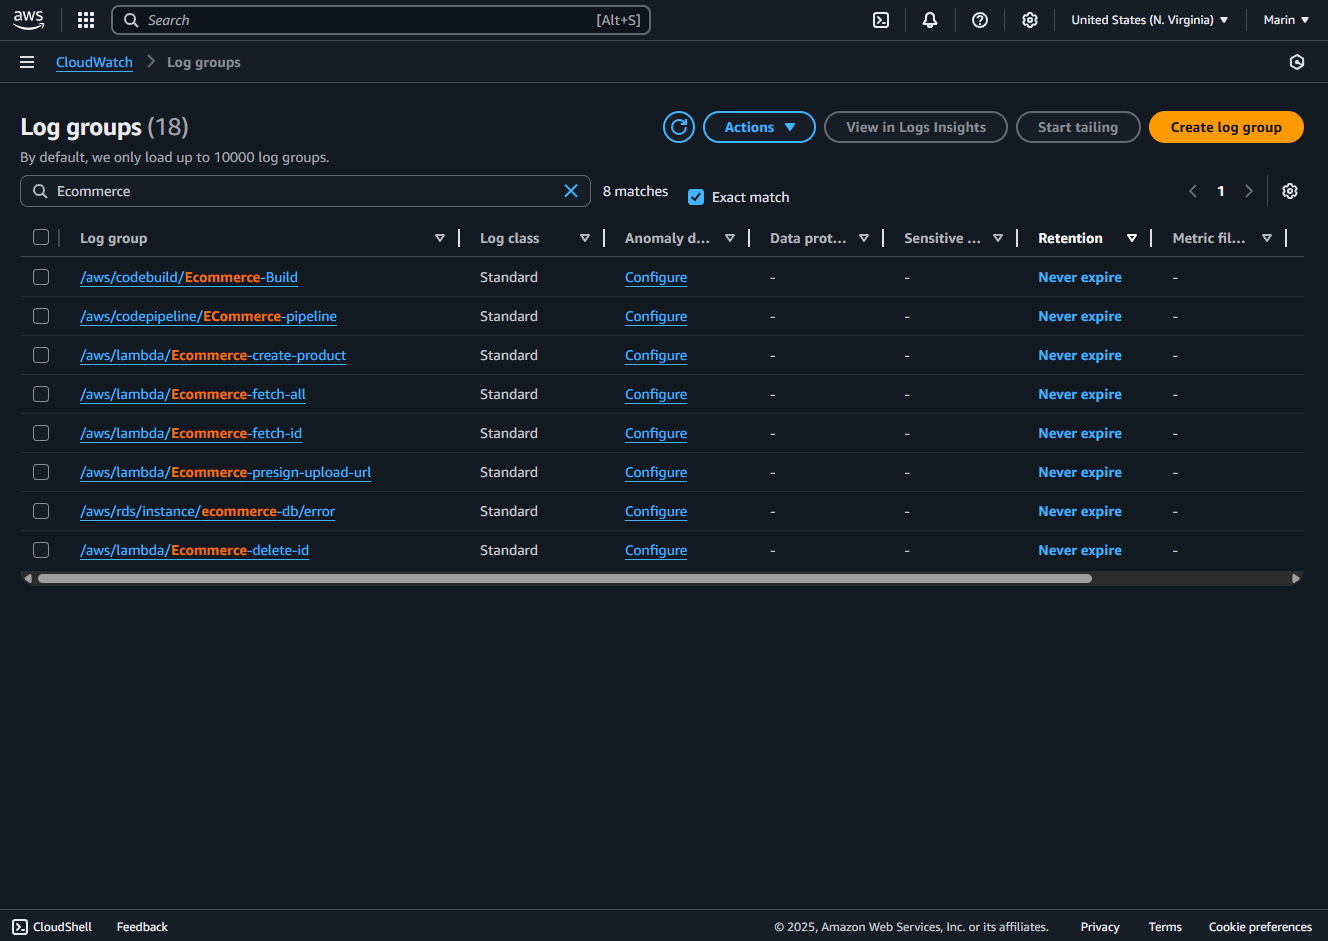 aws Search [Alt+S] United States (N. Virginia) Marin
CloudWatch Log groups
Log groups (18) Actions View in Logs Insights Start tailing Create log group
By default, we only load up to 10000 log groups.
Ecommerce 8 matches Exact match 1
Log group Log class Anomaly d... Data prot... Sensitive ... Retention Metric fil...
/aws/codebuild/Ecommerce-Build Standard Configure - - Never expire -
/aws/codepipeline/ECommerce-pipeline Standard Configure - - Never expire -
/aws/lambda/Ecommerce-create-product Standard Configure - - Never expire -
/aws/lambda/Ecommerce-fetch-all Standard Configure - - Never expire -
/aws/lambda/Ecommerce-fetch-id Standard Configure - - Never expire -
/aws/lambda/Ecommerce-presign-upload-url Standard Configure - - Never expire -
/aws/rds/instance/ecommerce-db/error Standard Configure - - Never expire -
/aws/lambda/Ecommerce-delete-id Standard Configure - - Never expire -
CloudShell Feedback © 2025, Amazon Web Services, Inc. or its affiliates. Privacy Terms Cookie preferences